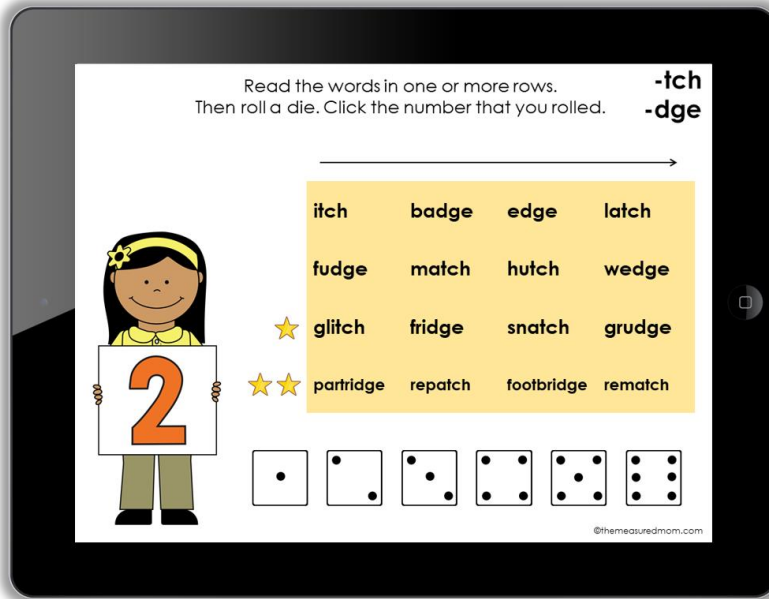 Read the words in one or more rows.
Then roll a die. Click the number that you rolled.
-tch
-dge
itch badge edge latch
fudge match hutch wedge
glitch fridge snatch grudge
partridge repatch footbridge rematch
2
©themeasuredmom.com